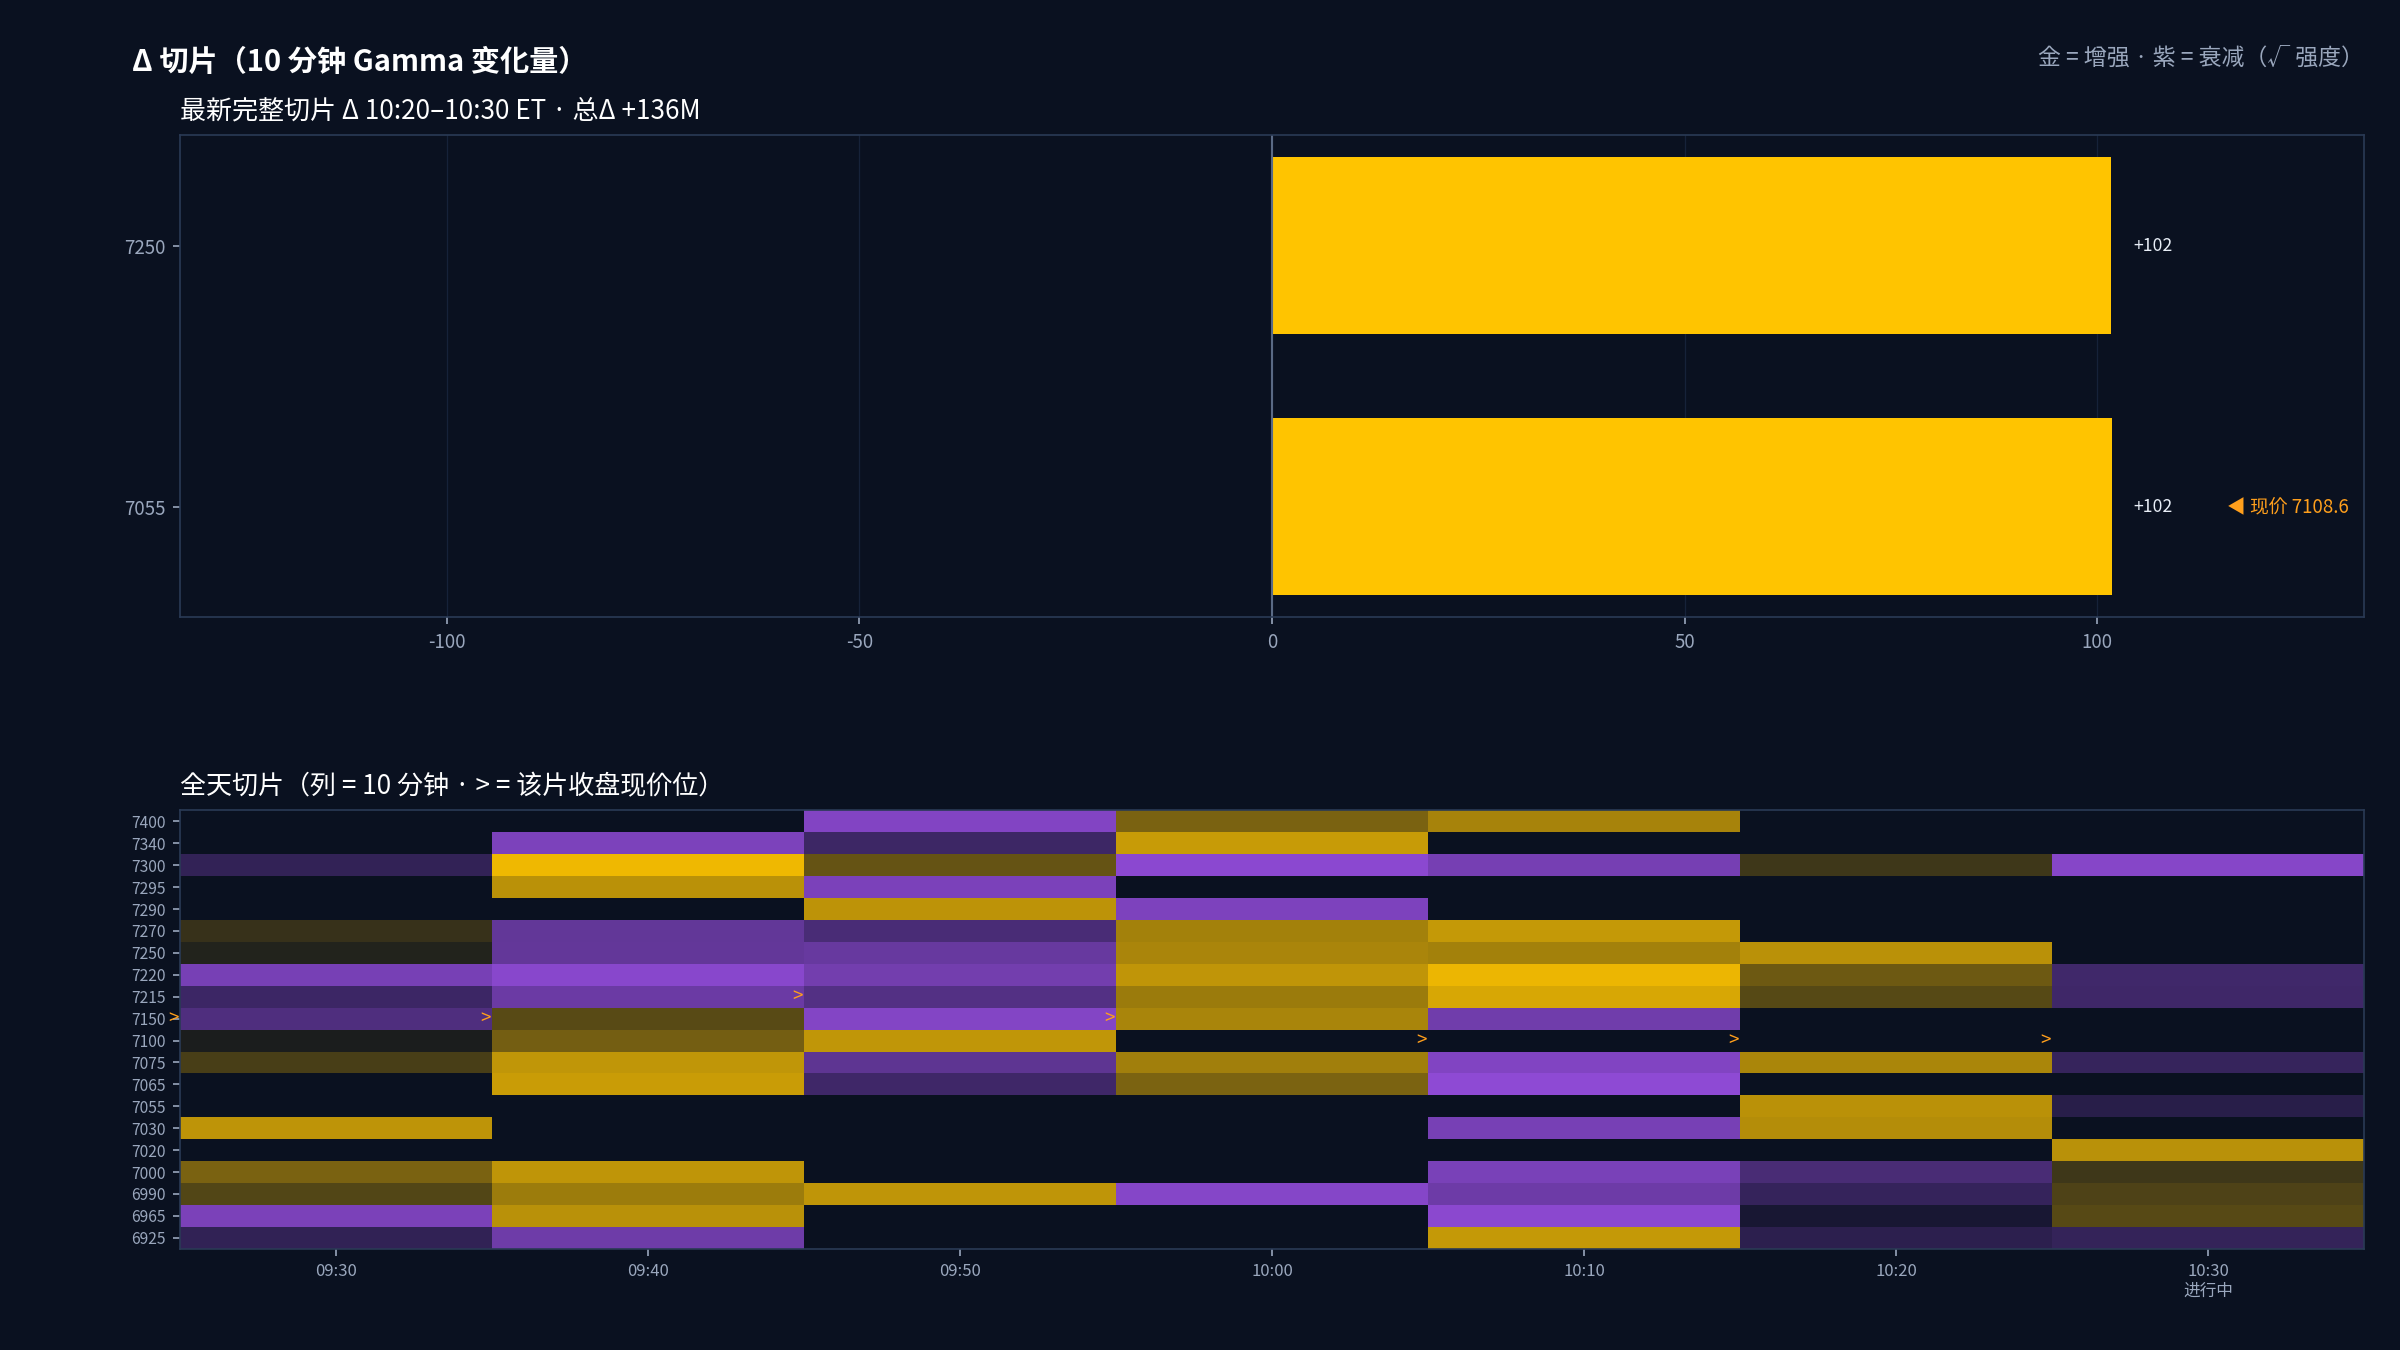 Δ 切片（10 分钟 Gamma 变化量）
金 = 增强 · 紫 = 衰减（√ 强度）
最新完整切片 Δ 10:20–10:30 ET · 总Δ +136M
7250
+102
7055
+102
◀ 现价 7108.6
-100 -50 0 50 100
全天切片（列 = 10 分钟 · > = 该片收盘现价位）
7400
7340
7300
7295
7290
7270
7250
7220
7215 >
7150 > > >
7100 > > >
7075
7065
7055
7030
7020
7000
6990
6965
6925
09:30 09:40 09:50 10:00 10:10 10:20 10:30
进行中